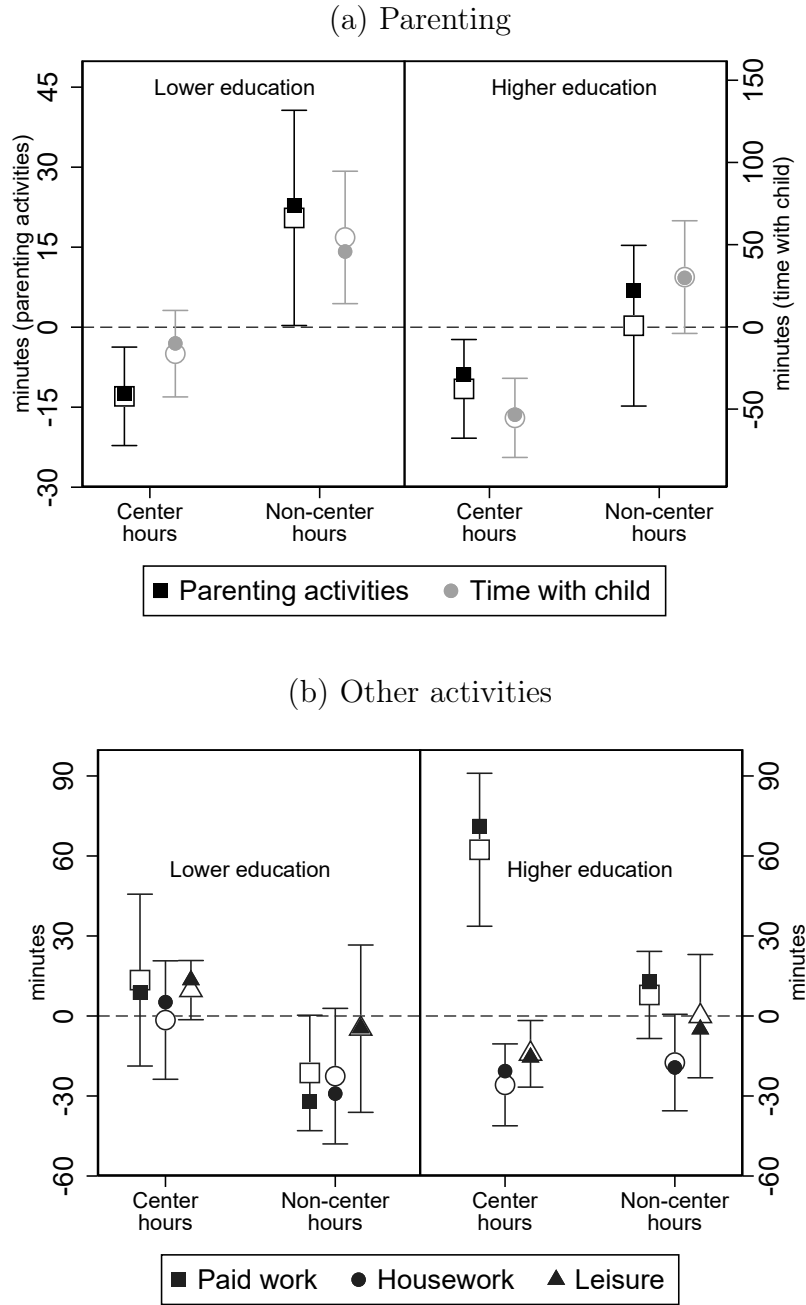 (a) Parenting
minutes (parenting activities)
45
30
15
0
-15
-30
Lower education
Higher education
150
100
50
0
-50
minutes (time with child)
Center
hours
Non-center
hours
Center
hours
Non-center
hours
Parenting activities
Time with child
(b) Other activities
minutes
90
60
30
0
-30
-60
Lower education
Higher education
90
60
30
0
-30
-60
minutes
Center
hours
Non-center
hours
Center
hours
Non-center
hours
Paid work
Housework
Leisure